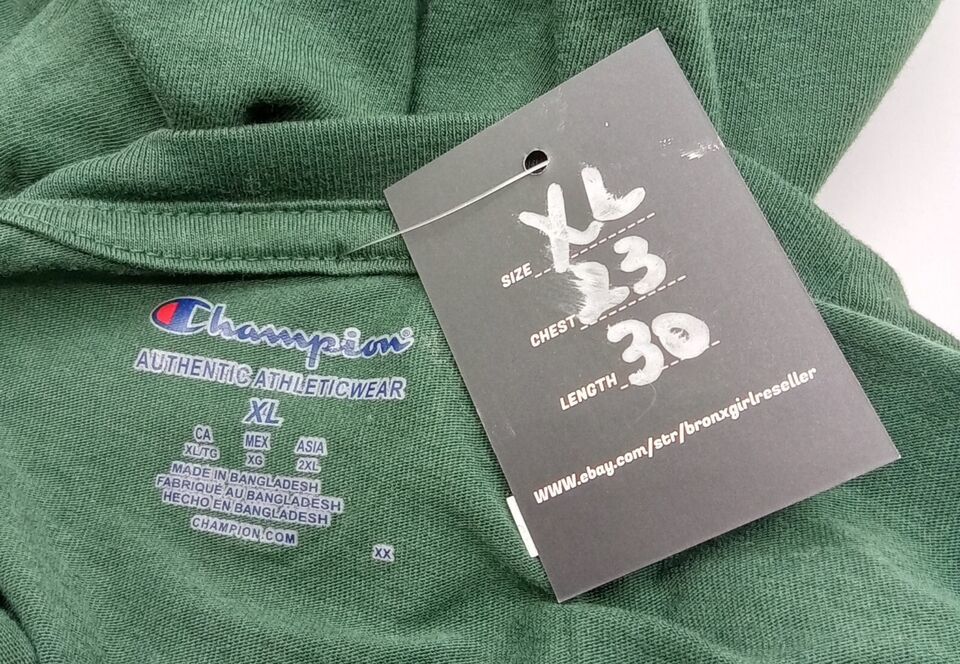 Champion
AUTHENTIC ATHLETICWEAR
XL
CA MEX ASIA
XL/TG XG 2XL
MADE IN BANGLADESH
FABRIQUÉ AU BANGLADESH
HECHO EN BANGLADESH
CHAMPION.COM
XX
SIZE XL
CHEST 23
LENGTH 30
www.ebay.com/str/bronxgirlreseller